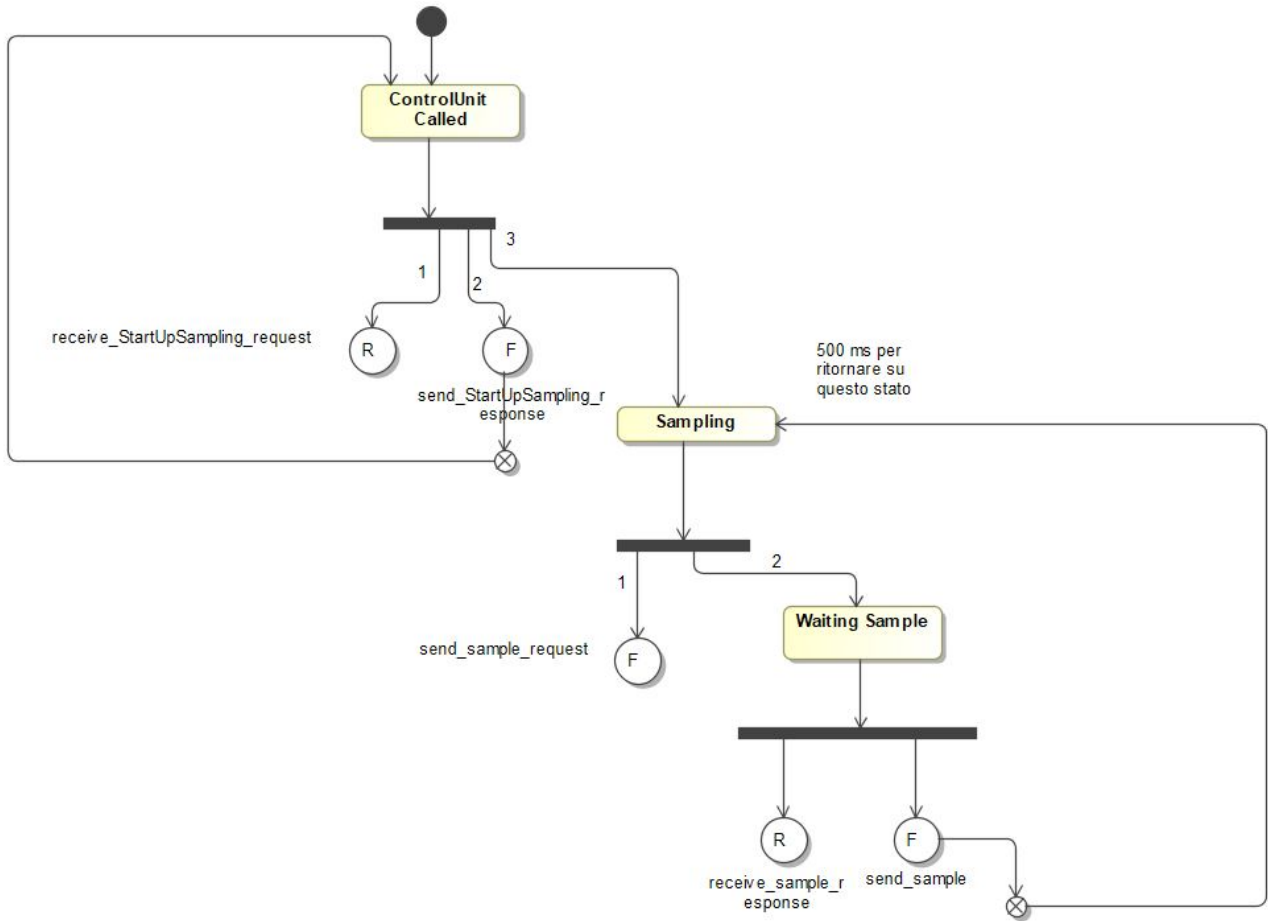 ControlUnit
Called
3
1
2
receive_StartUpSampling_request
R
F
send_StartUpSampling_r
esponse
500 ms per
ritornare su
questo stato
Sampling
2
1
Waiting Sample
send_sample_request
F
R
F
receive_sample_r
esponse
send_sample